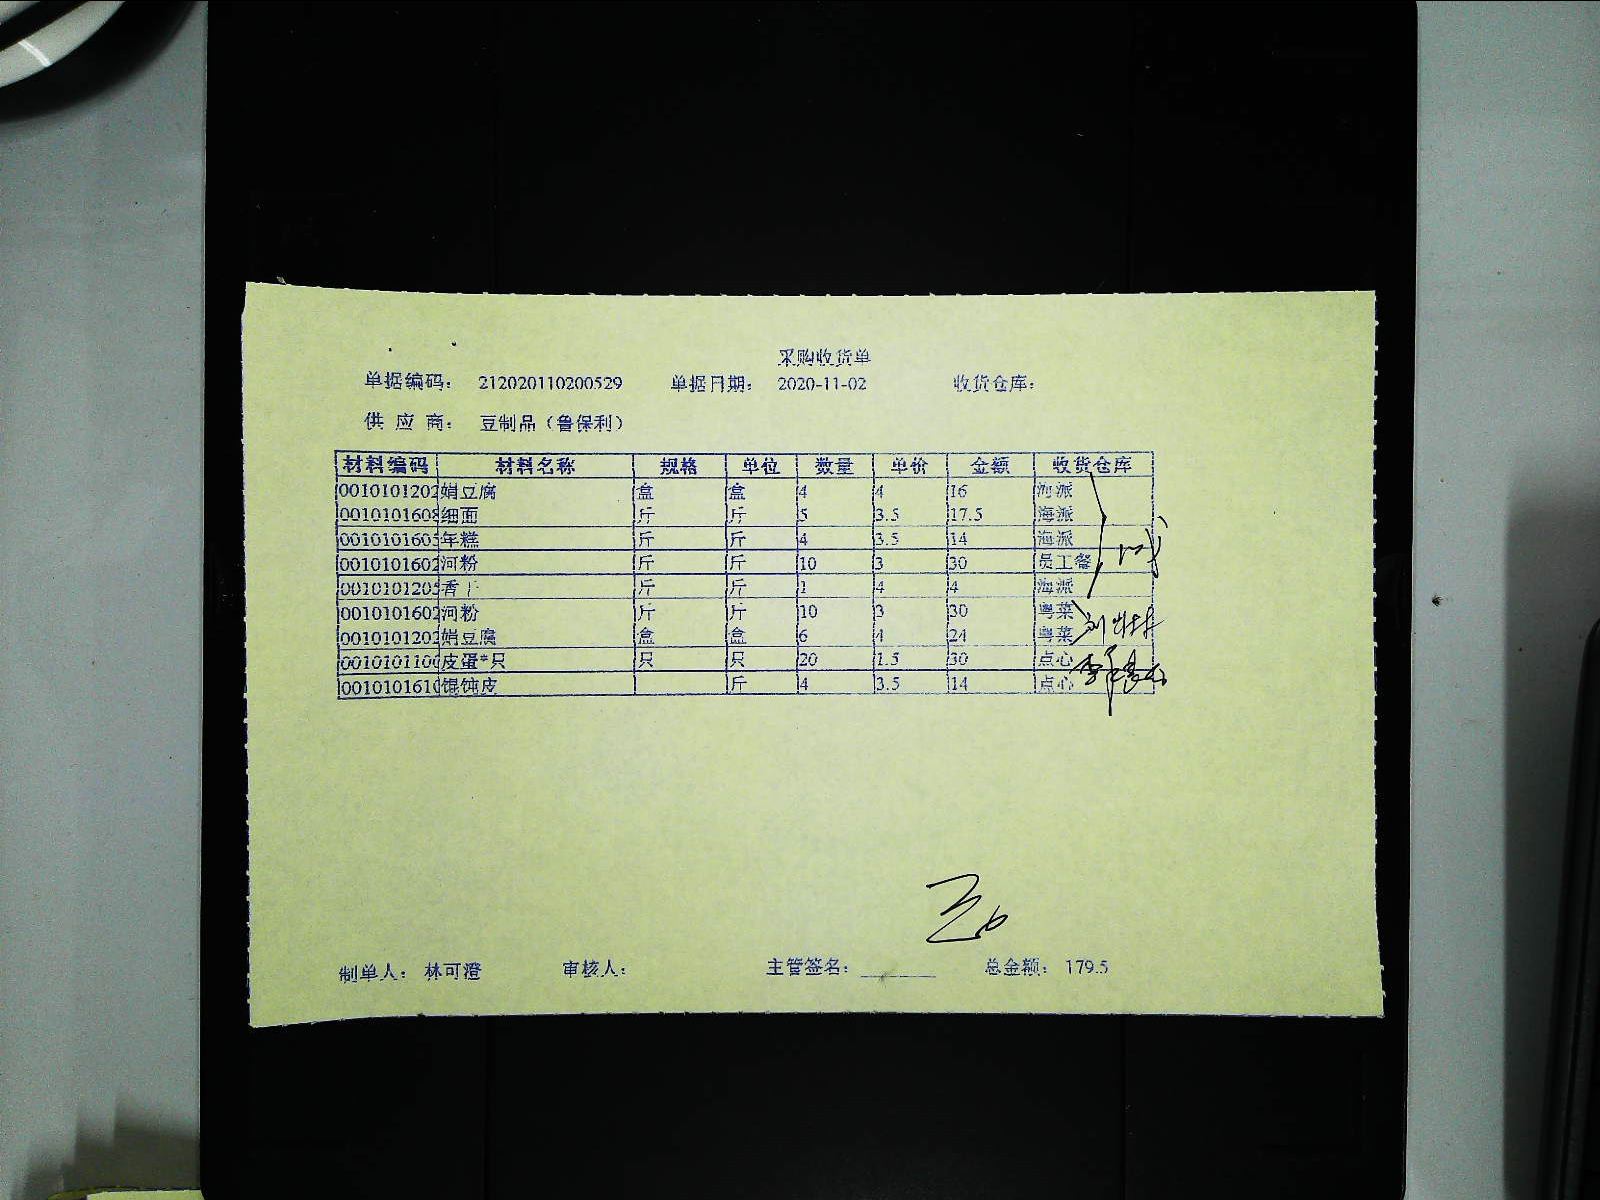 采购收货单
单据编码： 212020110200529 单据日期： 2020-11-02 收货仓库：
供 应 商： 豆制品（鲁保利）
材料编码 材料名称 规格 单位 数量 单价 金额 收货仓库
0010101202 娟豆腐 盒 盒 4 4 16 海派
0010101608 细面 斤 斤 5 3.5 17.5 海派
0010101605 年糕 斤 斤 4 3.5 14 海派
0010101602 河粉 斤 斤 10 3 30 员工餐
0010101205 香干 斤 斤 1 4 4 海派
0010101602 河粉 斤 斤 10 3 30 粤菜
0010101202 娟豆腐 盒 盒 6 4 24 粤菜
0010101100 皮蛋*只 只 只 20 1.5 30 点心
0010101610 馄饨皮 斤 4 3.5 14 点心
制单人： 林可澄 审核人： 主管签名： 总金额： 179.5